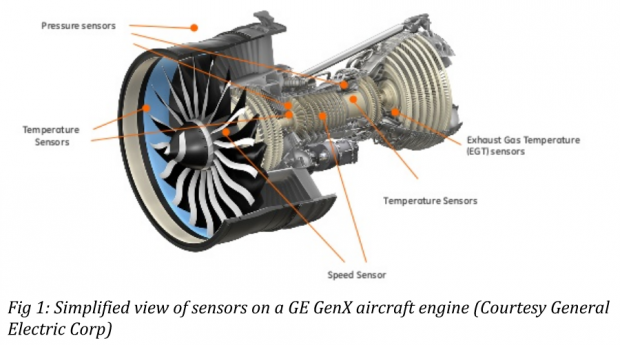 Pressure sensors
Temperature
Sensors
Exhaust Gas Temperature
(EGT) sensors
Temperature Sensors
Speed Sensor
Fig 1: Simplified view of sensors on a GE GenX aircraft engine (Courtesy General
Electric Corp)